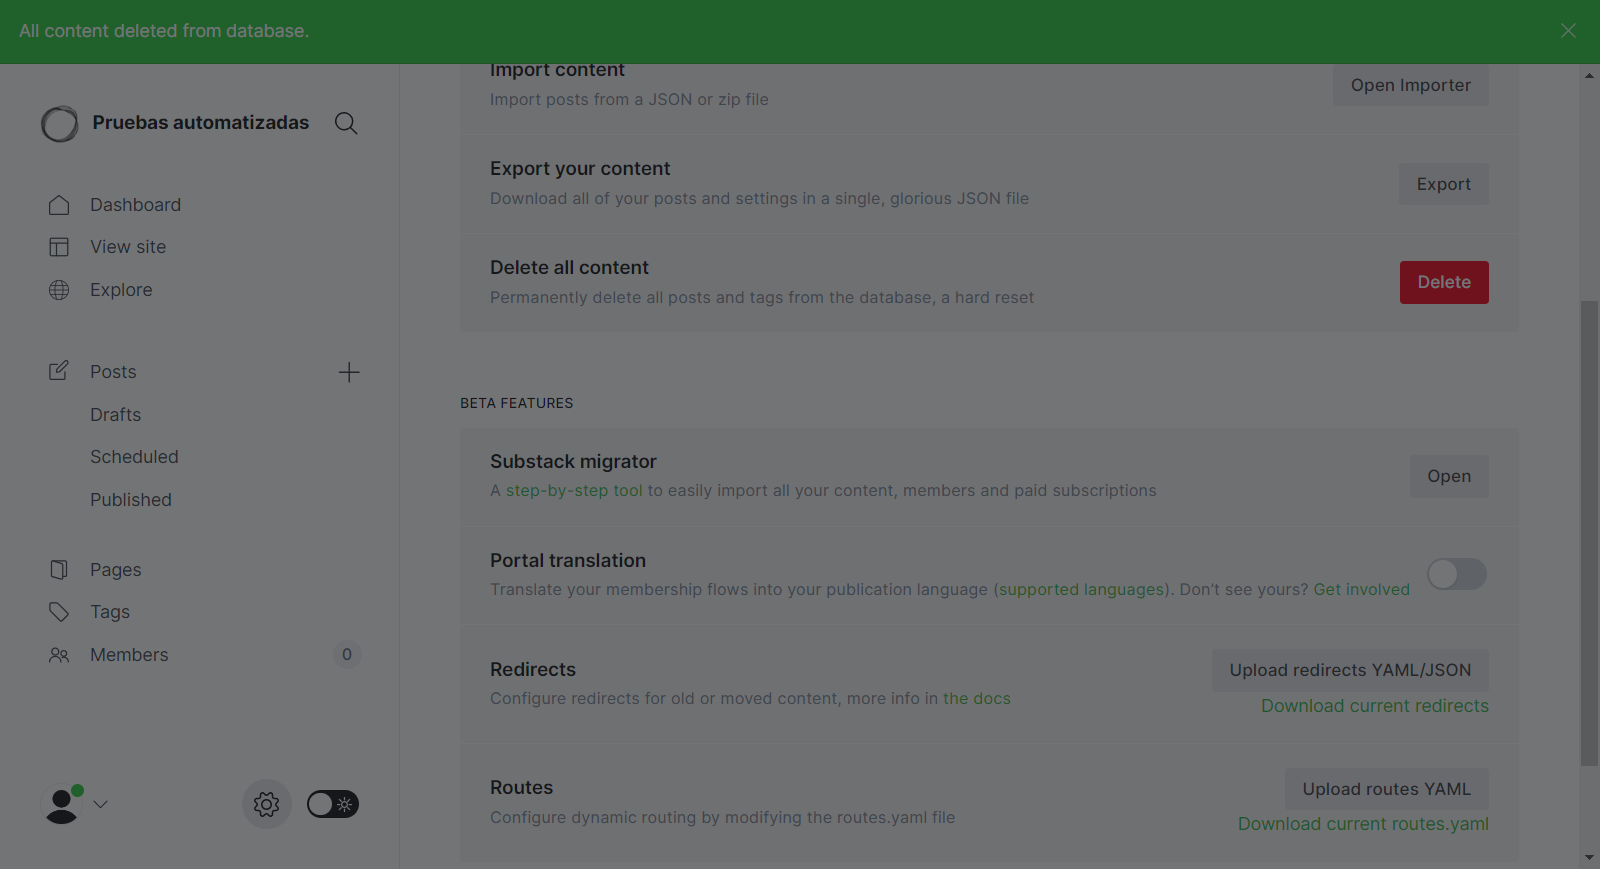 All content deleted from database.
Pruebas automatizadas
Dashboard
View site
Explore
Posts
Drafts
Scheduled
Published
Pages
Tags
Members
0
Import content
Import posts from a JSON or zip file
Open Importer
Export your content
Download all of your posts and settings in a single, glorious JSON file
Export
Delete all content
Permanently delete all posts and tags from the database, a hard reset
Delete
BETA FEATURES
Substack migrator
A step-by-step tool to easily import all your content, members and paid subscriptions
Open
Portal translation
Translate your membership flows into your publication language (supported languages). Don't see yours? Get involved
Redirects
Configure redirects for old or moved content, more info in the docs
Upload redirects YAML/JSON
Download current redirects
Routes
Configure dynamic routing by modifying the routes.yaml file
Upload routes YAML
Download current routes.yaml